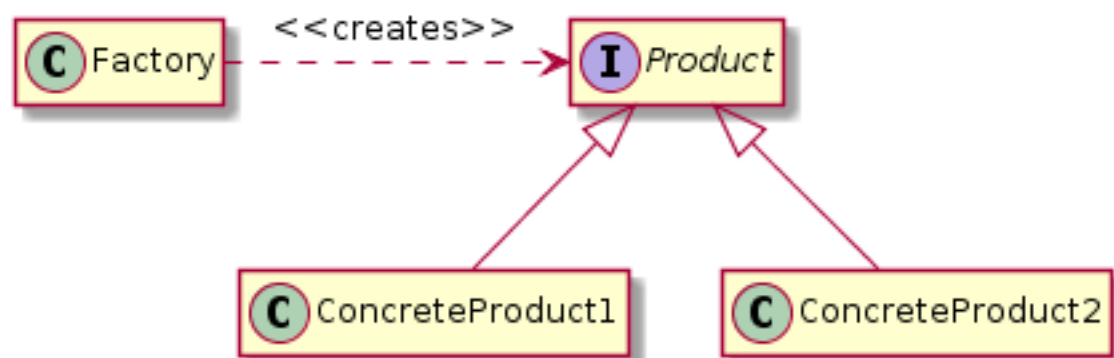 <<creates>>
C Factory
I Product
C ConcreteProduct1
C ConcreteProduct2